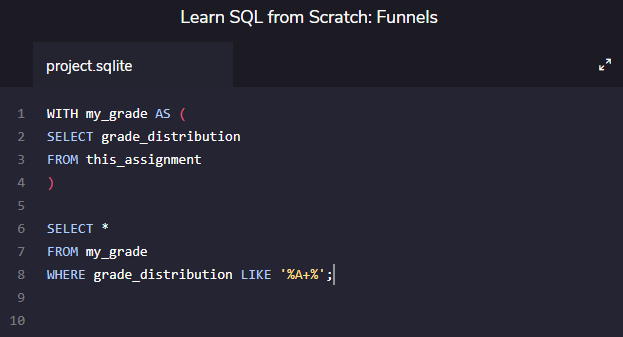 Learn SQL from Scratch: Funnels
project.sqlite
1 WITH my_grade AS (
2 SELECT grade_distribution
3 FROM this_assignment
4 )
5
6 SELECT *
7 FROM my_grade
8 WHERE grade_distribution LIKE '%A+%';
9
10